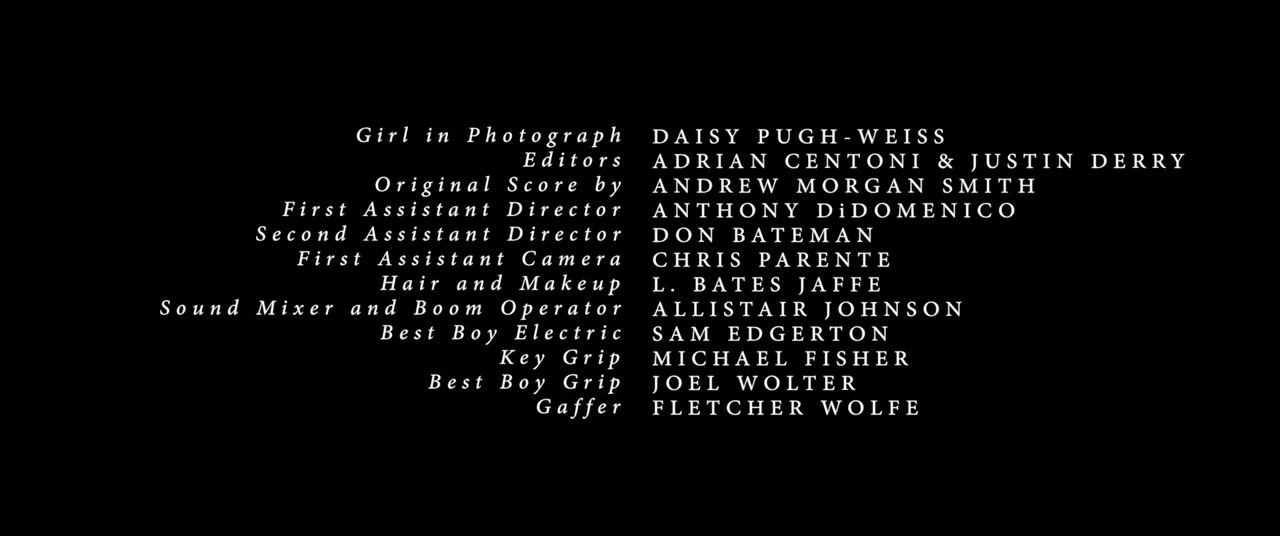 Girl in Photograph DAISY PUGH-WEISS
Editors ADRIAN CENTONI & JUSTIN DERRY
Original Score by ANDREW MORGAN SMITH
First Assistant Director ANTHONY DiDOMENICO
Second Assistant Director DON BATEMAN
First Assistant Camera CHRIS PARENTE
Hair and Makeup L. BATES JAFFE
Sound Mixer and Boom Operator ALLISTAIR JOHNSON
Best Boy Electric SAM EDGERTON
Key Grip MICHAEL FISHER
Best Boy Grip JOEL WOLTER
Gaffer FLETCHER WOLFE